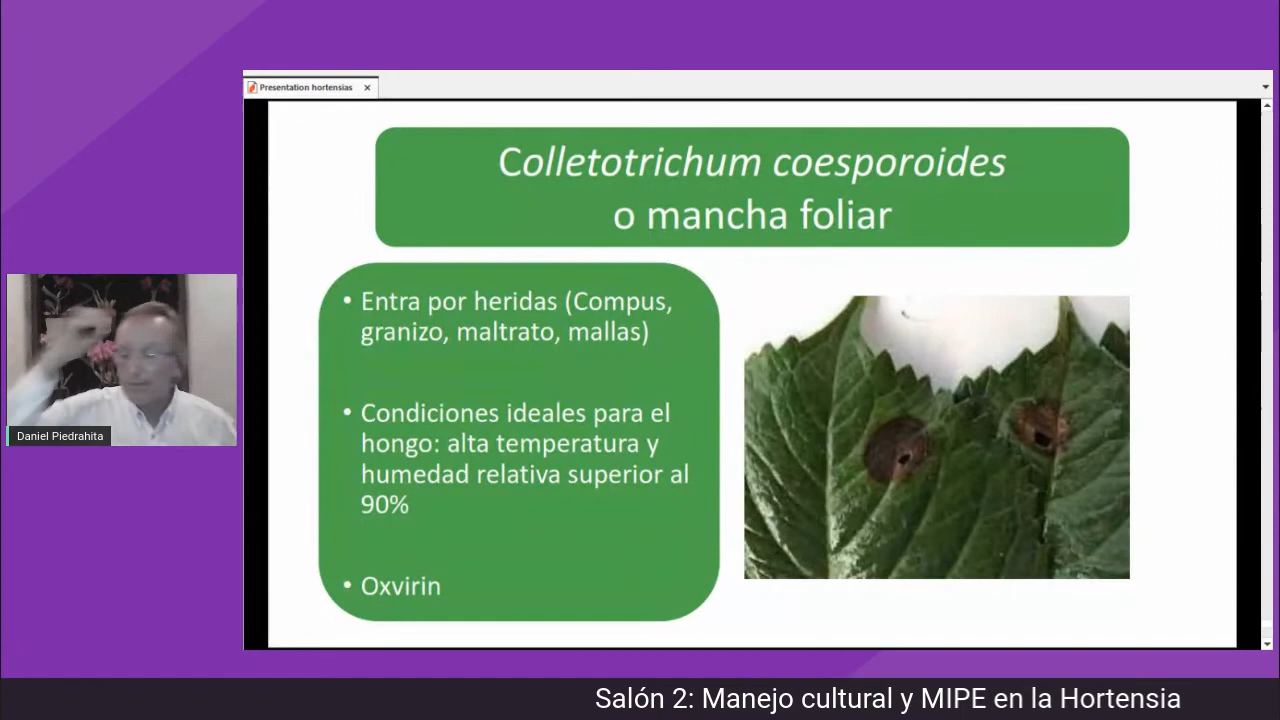 Presentation hortensias
Colletotrichum coesporoides
o mancha foliar
• Entra por heridas (Compus,
granizo, maltrato, mallas)
• Condiciones ideales para el
hongo: alta temperatura y
humedad relativa superior al
90%
• Oxvirin
Daniel Piedrahita
Salón 2: Manejo cultural y MIPE en la Hortensia